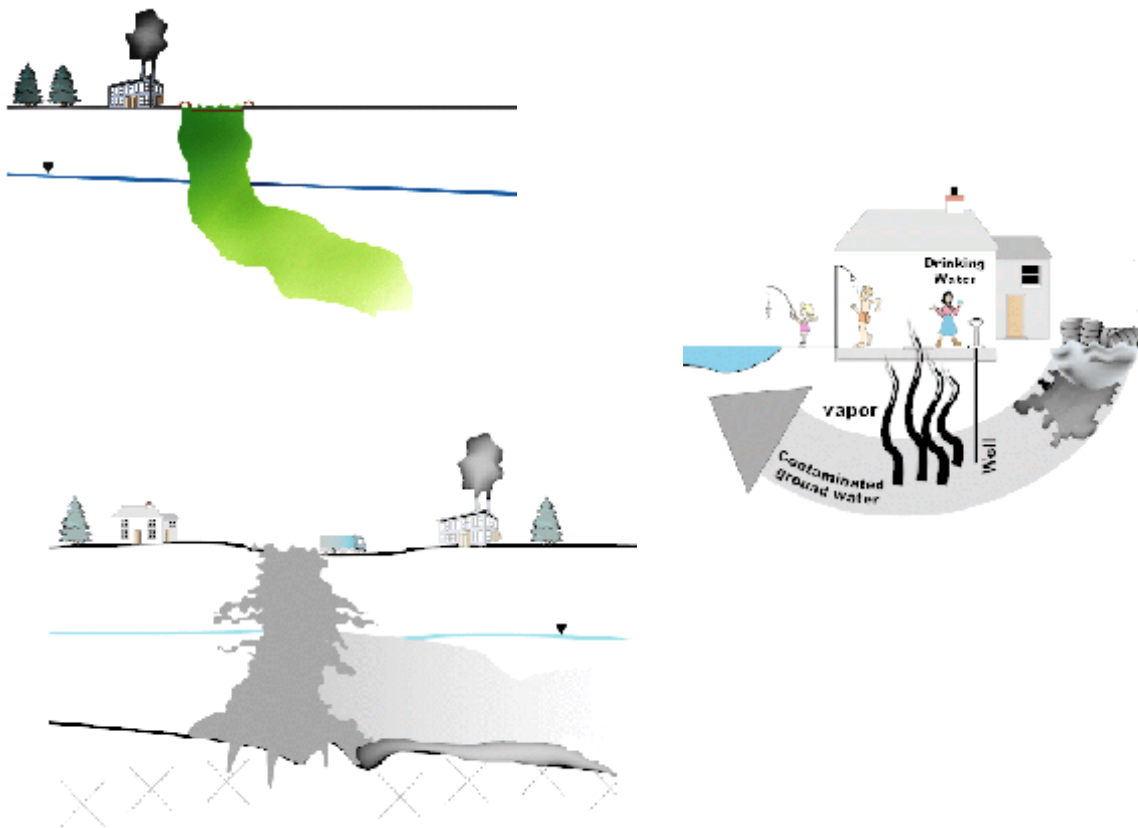 Drinking
Water
vapor
Well
Contaminated
ground water